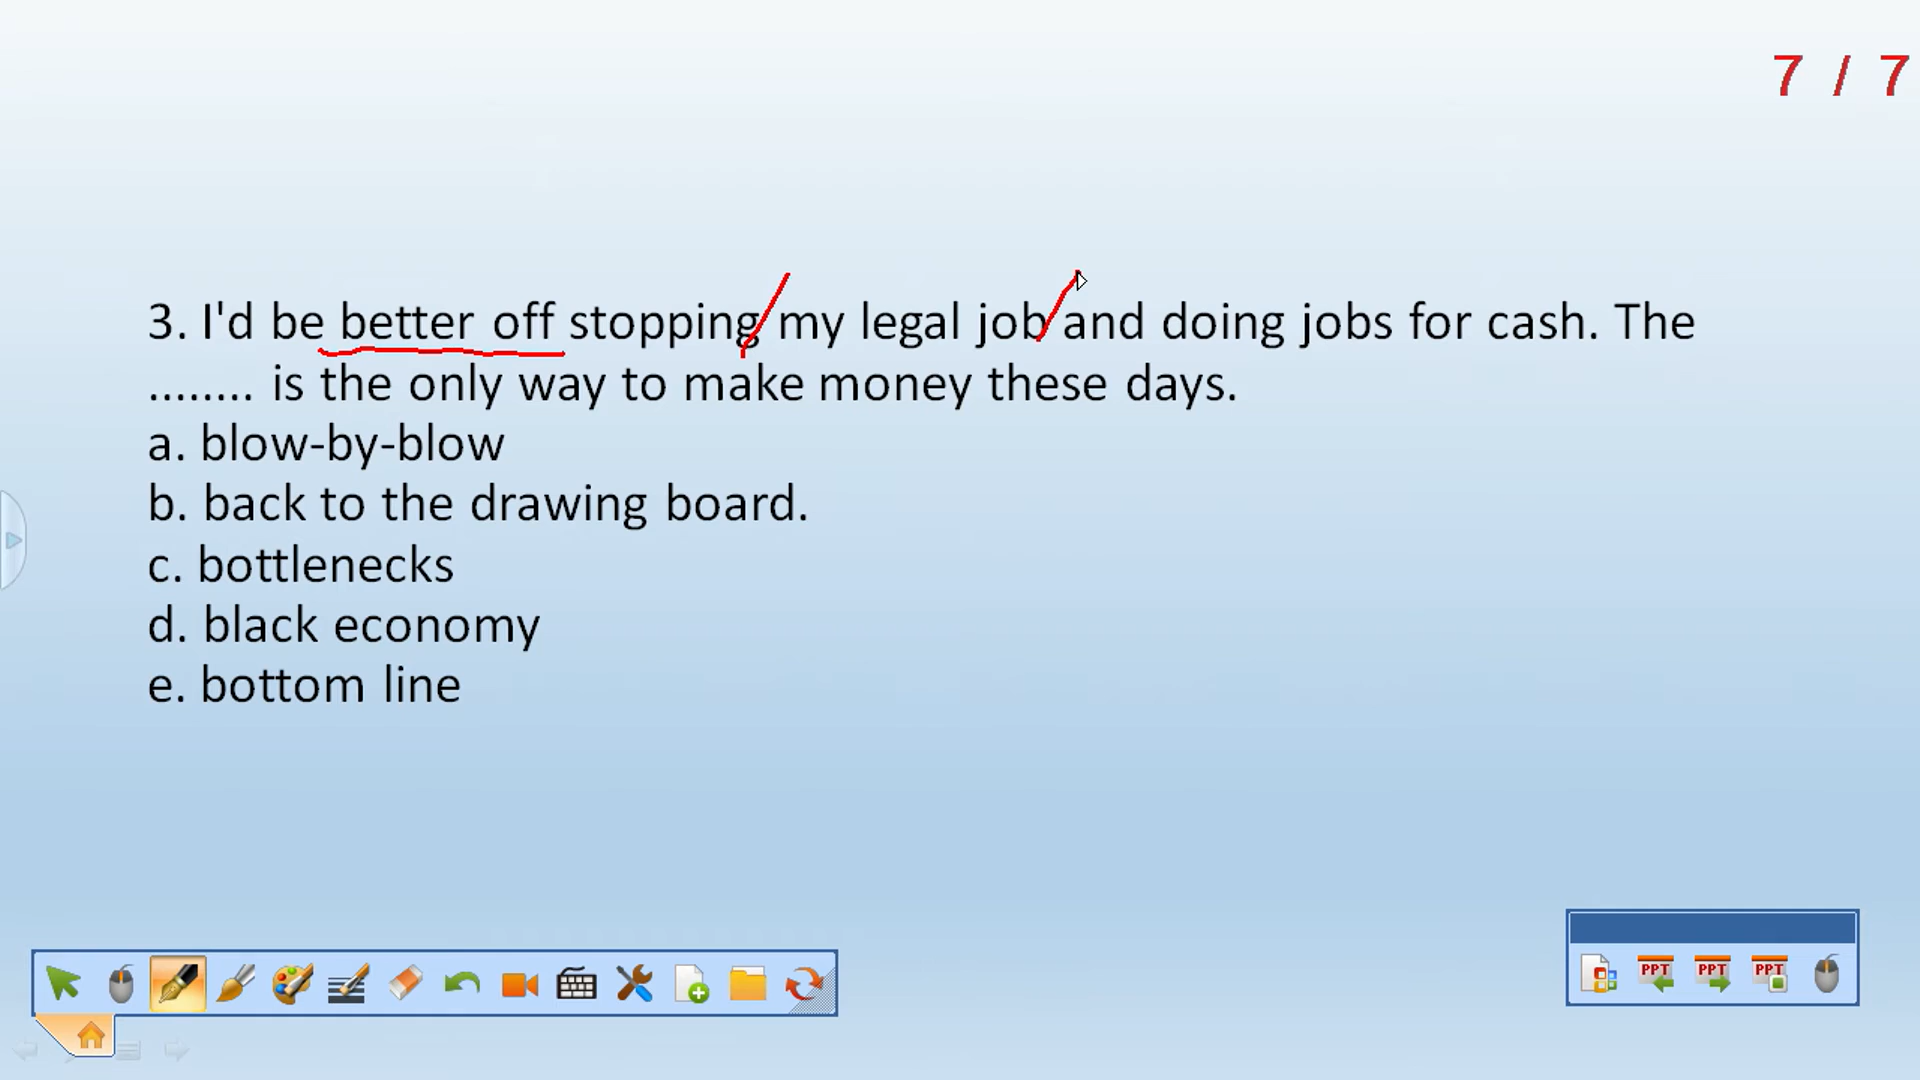 7 / 7
3. I'd be better off stopping my legal job and doing jobs for cash. The
........ is the only way to make money these days.
a. blow-by-blow
b. back to the drawing board.
c. bottlenecks
d. black economy
e. bottom line
PPT PPT PPT